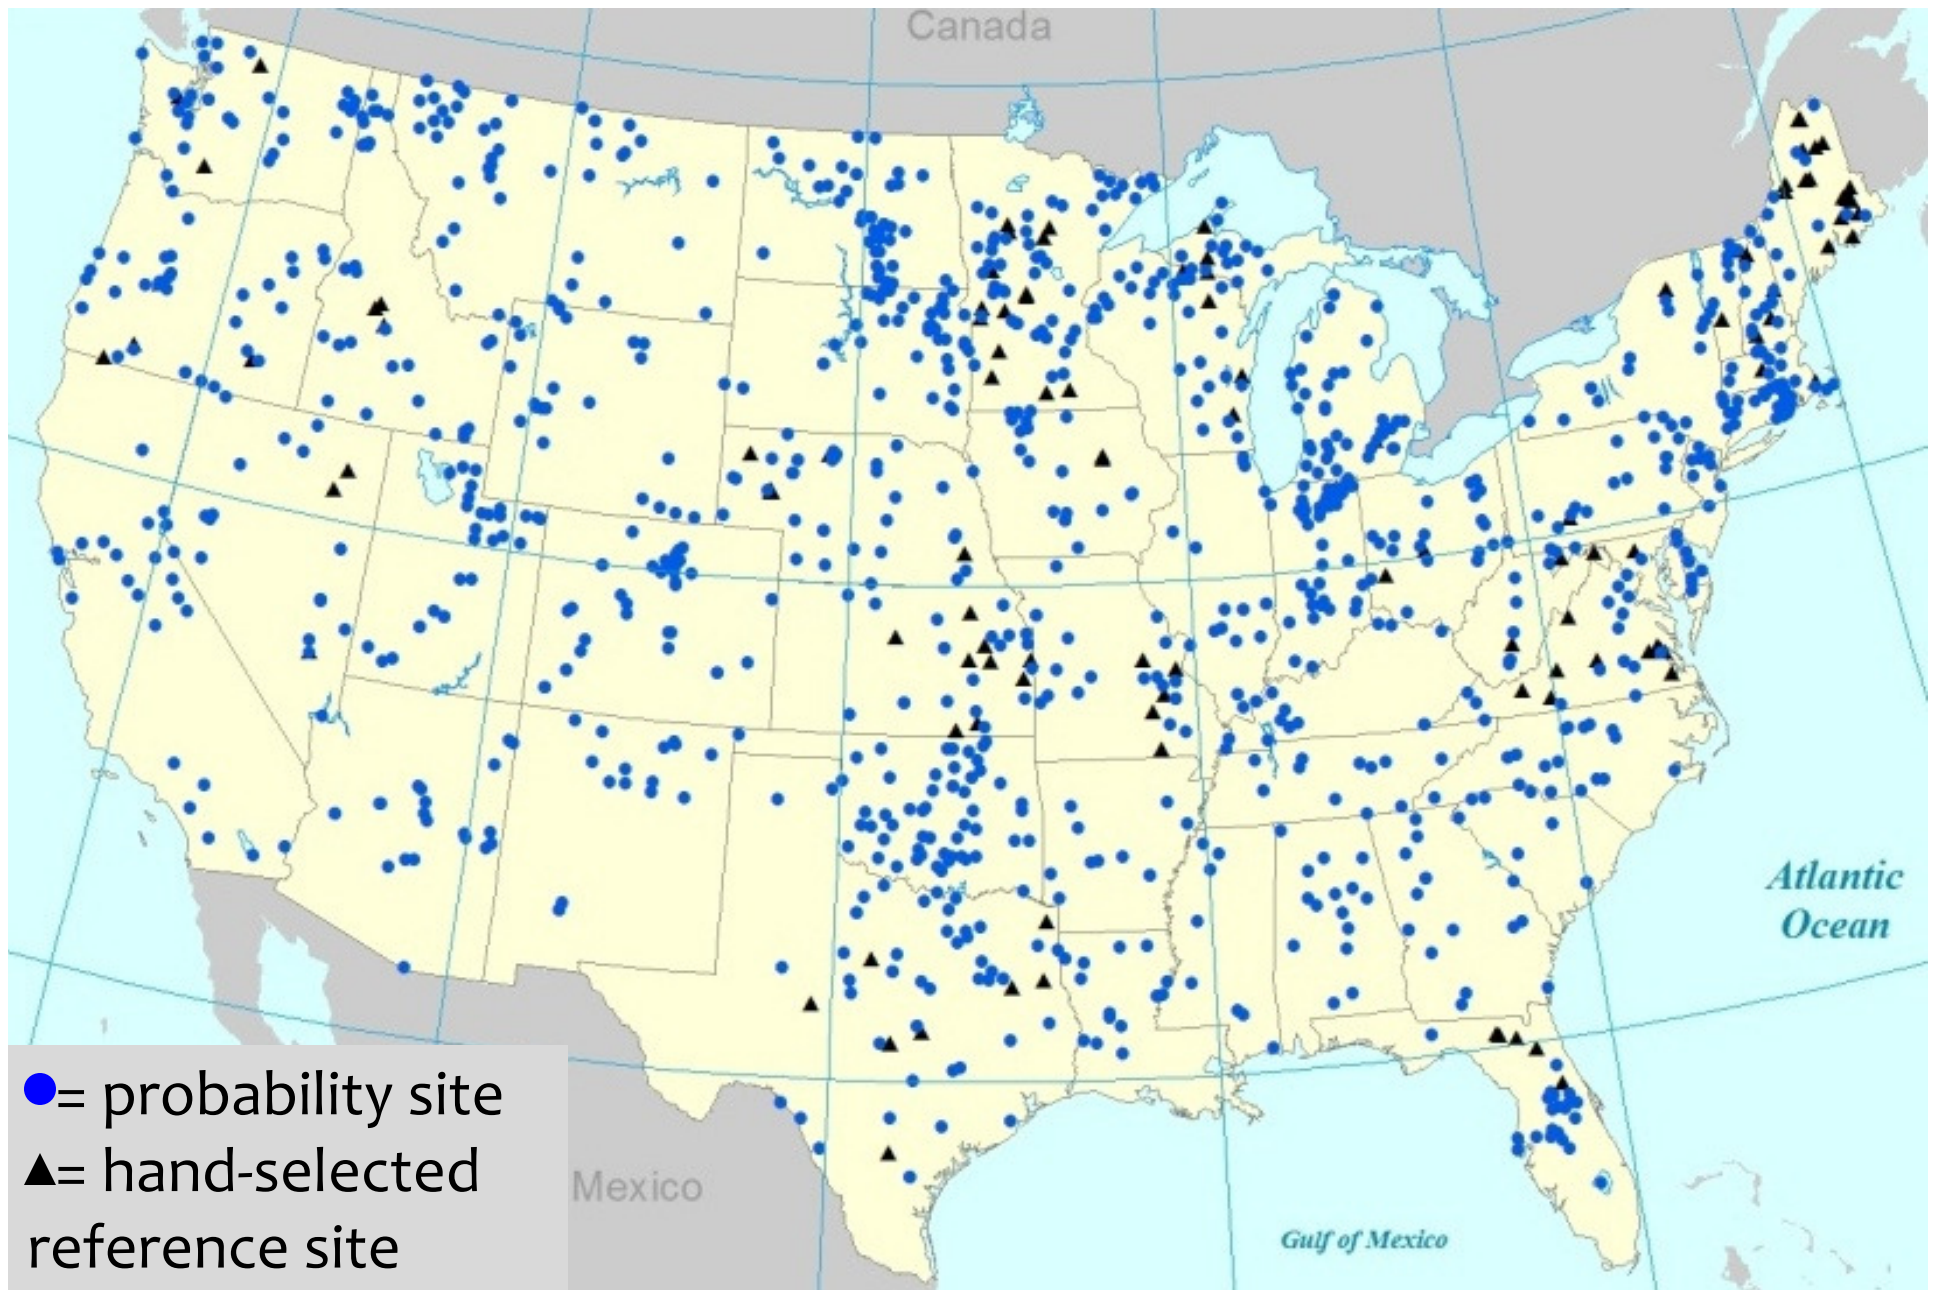 Canada
Atlantic
Ocean
= probability site
= hand-selected
reference site
Mexico
Gulf of Mexico